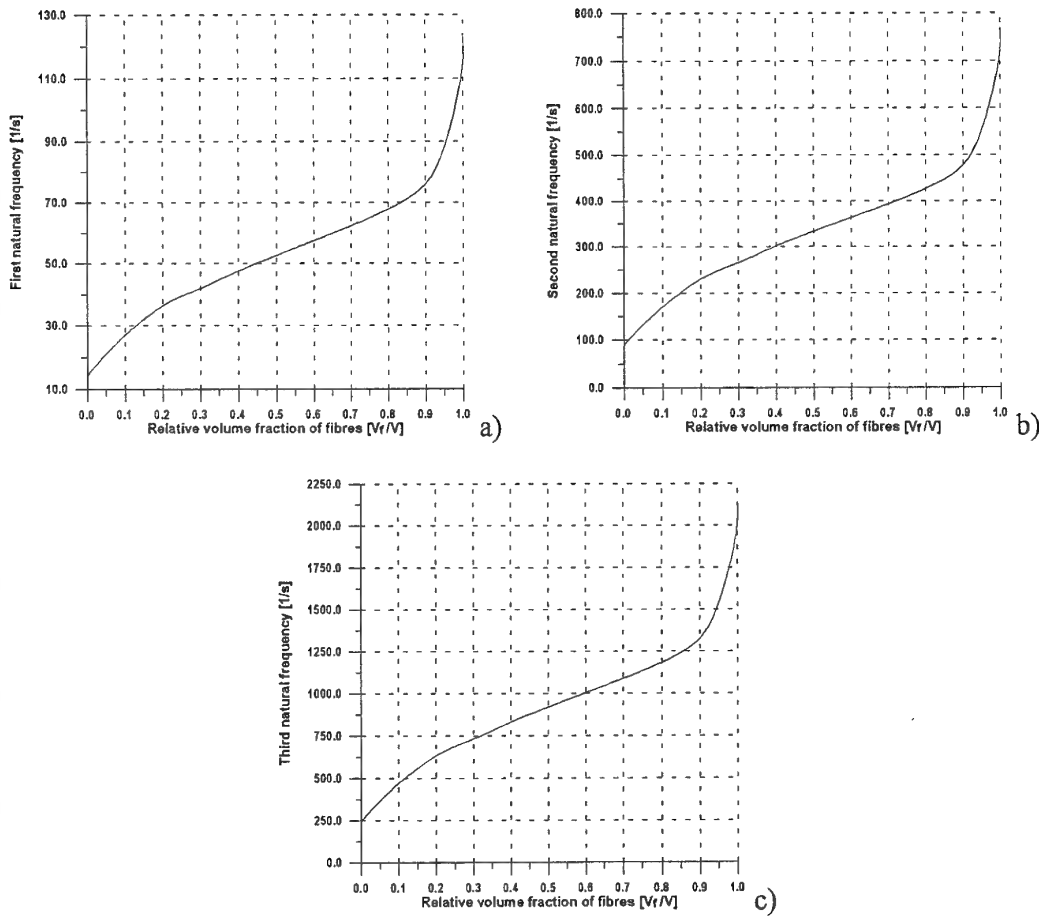 130.0
110.0
90.0
70.0
50.0
30.0
10.0
First natural frequency [1/s]
0.0 0.1 0.2 0.3 0.4 0.5 0.6 0.7 0.8 0.9 1.0
Relative volume fraction of fibres [Vf/V]
a)
800.0
700.0
600.0
500.0
400.0
300.0
200.0
100.0
0.0
Second natural frequency [1/s]
0.0 0.1 0.2 0.3 0.4 0.5 0.6 0.7 0.8 0.9 1.0
Relative volume fraction of fibres [Vf/V]
b)
2250.0
2000.0
1750.0
1500.0
1250.0
1000.0
750.0
500.0
250.0
0.0
Third natural frequency [1/s]
0.0 0.1 0.2 0.3 0.4 0.5 0.6 0.7 0.8 0.9 1.0
Relative volume fraction of fibres [Vf/V]
c)